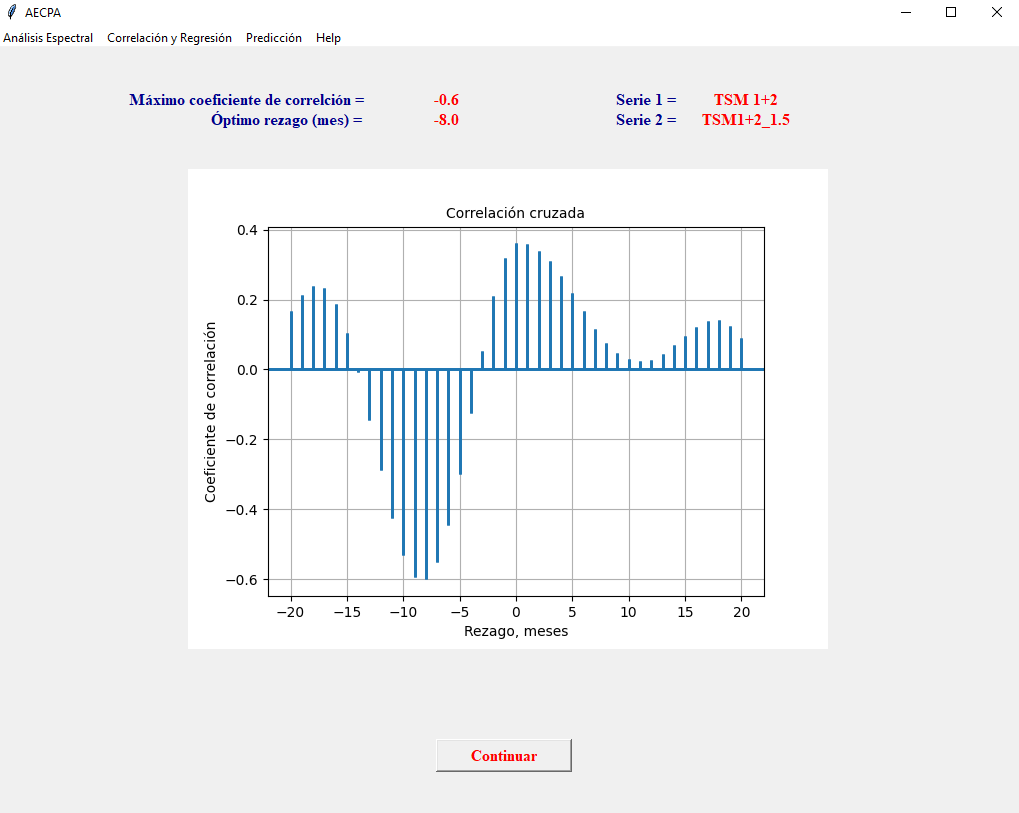 AECPA
Análisis Espectral Correlación y Regresión Predicción Help
Máximo coeficiente de correlción = -0.6 Serie 1 = TSM 1+2
Óptimo rezago (mes) = -8.0 Serie 2 = TSM1+2_1.5
Correlación cruzada
0.4
0.2
0.0
−0.2
−0.4
−0.6
Coeficiente de correlación
−20 −15 −10 −5 0 5 10 15 20
Rezago, meses
Continuar